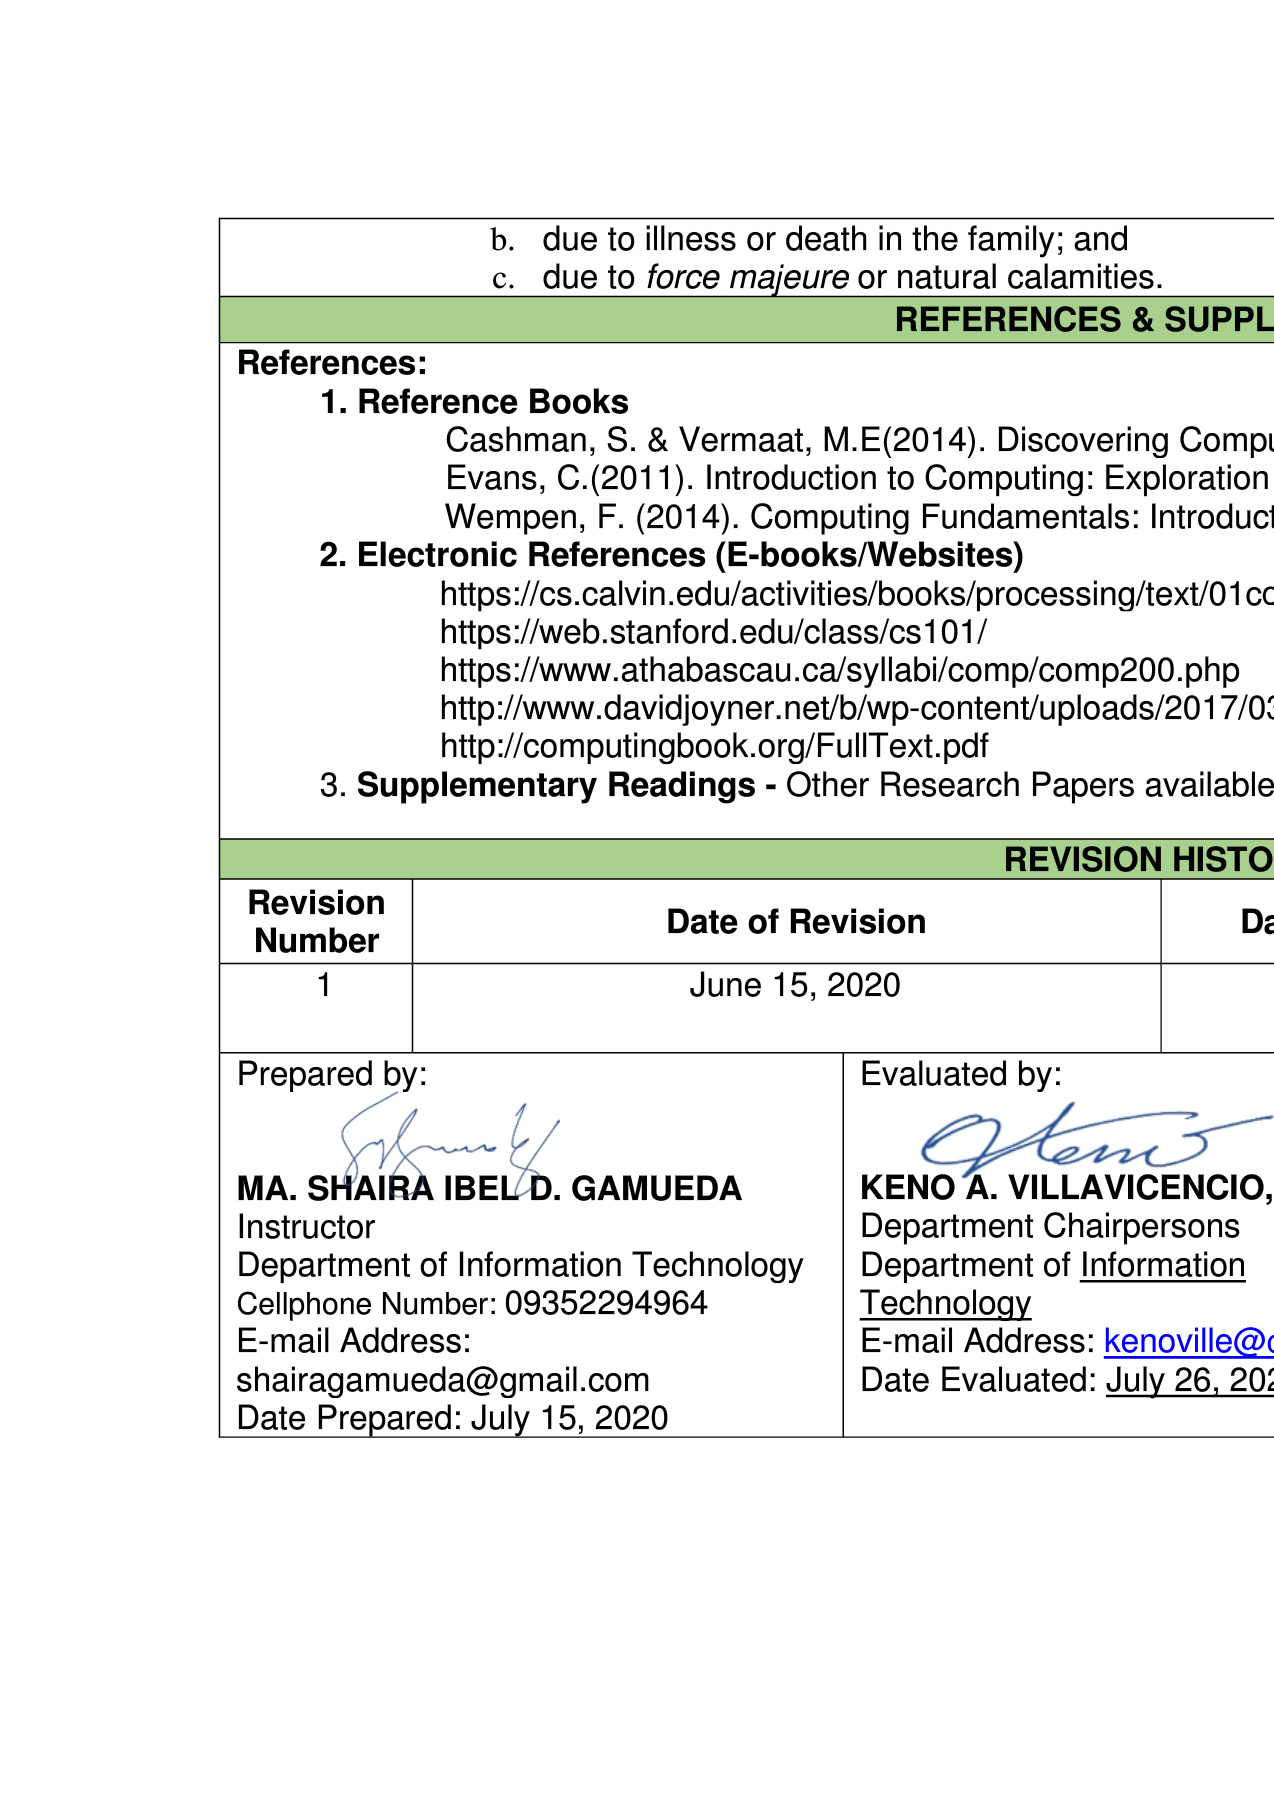 b. due to illness or death in the family; and
c. due to force majeure or natural calamities.
REFERENCES & SUPPL
References:
1. Reference Books
Cashman, S. & Vermaat, M.E(2014). Discovering Compu
Evans, C.(2011). Introduction to Computing: Exploration
Wempen, F. (2014). Computing Fundamentals: Introduct
2. Electronic References (E-books/Websites)
https://cs.calvin.edu/activities/books/processing/text/01co
https://web.stanford.edu/class/cs101/
https://www.athabascau.ca/syllabi/comp/comp200.php
http://www.davidjoyner.net/b/wp-content/uploads/2017/03
http://computingbook.org/FullText.pdf
3. Supplementary Readings - Other Research Papers available
REVISION HISTO
Revision
Number
Date of Revision
Da
1
June 15, 2020
Prepared by:
MA. SHAIRA IBEL D. GAMUEDA
Instructor
Department of Information Technology
Cellphone Number: 09352294964
E-mail Address:
shairagamueda@gmail.com
Date Prepared: July 15, 2020
Evaluated by:
KENO A. VILLAVICENCIO,
Department Chairpersons
Department of Information
Technology
E-mail Address: kenoville@c
Date Evaluated: July 26, 202